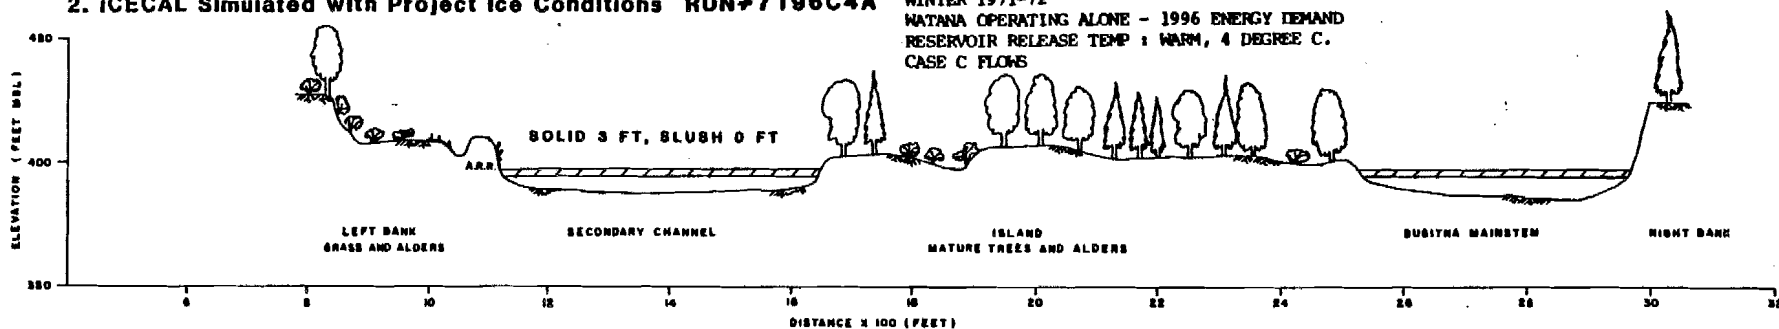 2. ICECAL Simulated with Project Ice Conditions RUN#7196C4A
WINTER 1971-72
WATANA OPERATING ALONE - 1996 ENERGY DEMAND
RESERVOIR RELEASE TEMP : WARM, 4 DEGREE C.
CASE C FLOWS
ELEVATION (FEET MSL)
450
400
350
SOLID 3 FT, SLUSH 0 FT
A.R.R.
LEFT BANK
GRASS AND ALDERS
SECONDARY CHANNEL
ISLAND
MATURE TREES AND ALDERS
SUSITNA MAINSTEM
RIGHT BANK
6 8 10 12 14 16 18 20 22 24 26 28 30 32
DISTANCE X 100 (FEET)